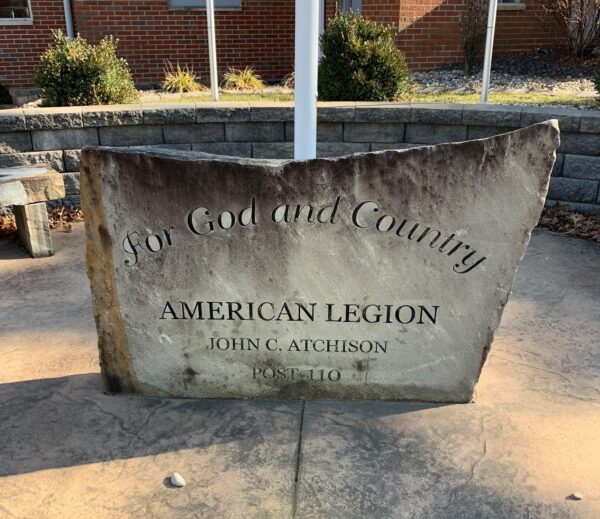 For God and Country
AMERICAN LEGION
JOHN C. ATCHISON
POST 110